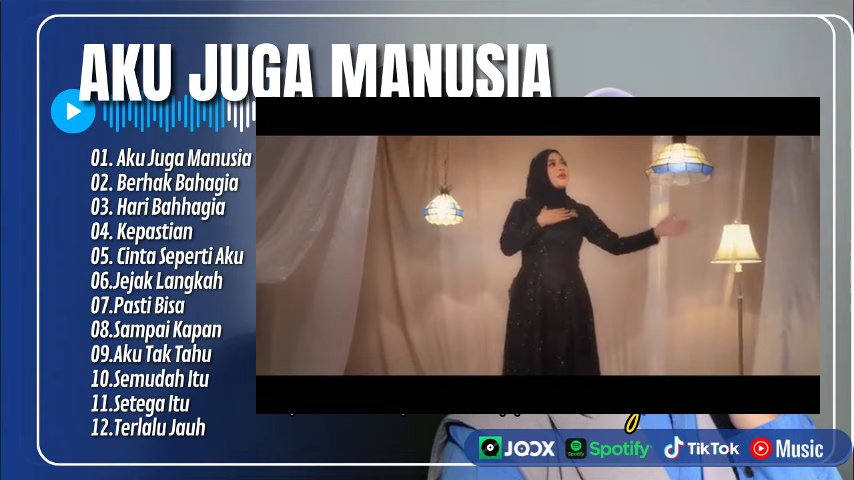 AKU JUGA MANUSIA
01. Aku Juga Manusia
02. Berhak Bahagia
03. Hari Bahhagia
04. Kepastian
05. Cinta Seperti Aku
06.Jejak Langkah
07.Pasti Bisa
08.Sampai Kapan
09.Aku Tak Tahu
10.Semudah Itu
11.Setega Itu
12.Terlalu Jauh
JOOX Spotify TikTok Music